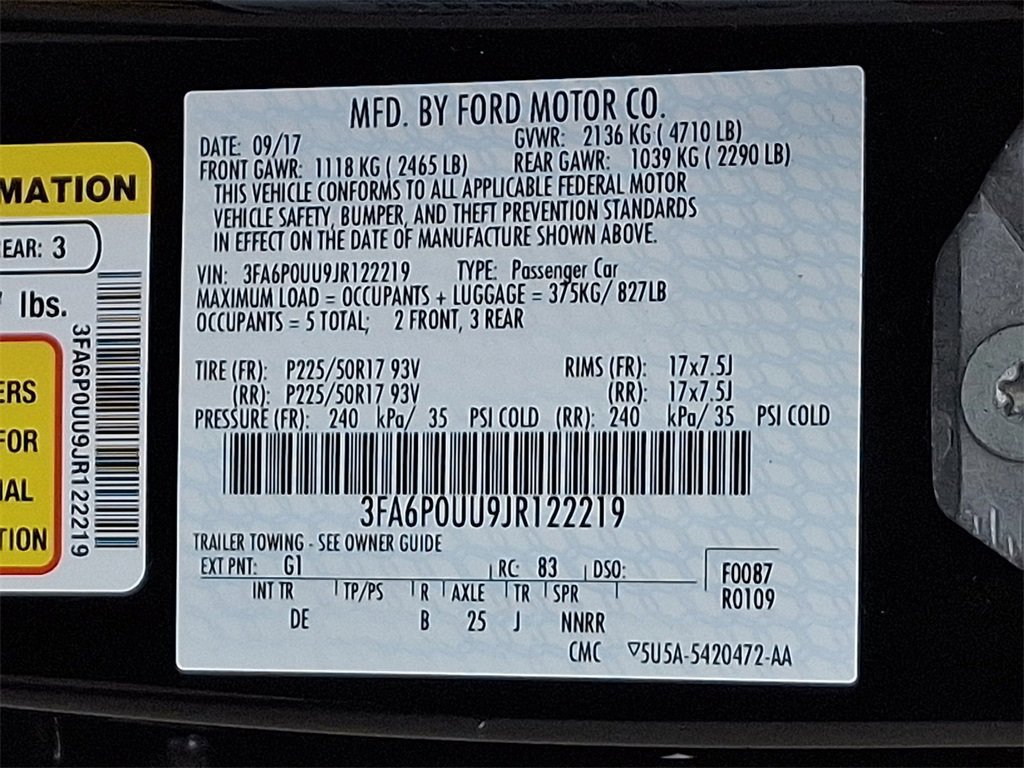 MFD. BY FORD MOTOR CO.
DATE: 09/17 GVWR: 2136 KG ( 4710 LB)
FRONT GAWR: 1118 KG ( 2465 LB) REAR GAWR: 1039 KG ( 2290 LB)
THIS VEHICLE CONFORMS TO ALL APPLICABLE FEDERAL MOTOR
VEHICLE SAFETY, BUMPER, AND THEFT PREVENTION STANDARDS
IN EFFECT ON THE DATE OF MANUFACTURE SHOWN ABOVE.
VIN: 3FA6P0UU9JR122219 TYPE: Passenger Car
MAXIMUM LOAD = OCCUPANTS + LUGGAGE = 375KG/ 827LB
OCCUPANTS = 5 TOTAL; 2 FRONT, 3 REAR
TIRE (FR): P225/50R17 93V RIMS (FR): 17x7.5J
(RR): P225/50R17 93V (RR): 17x7.5J
PRESSURE (FR): 240 kPa/ 35 PSI COLD (RR): 240 kPa/ 35 PSI COLD
3FA6P0UU9JR122219
TRAILER TOWING - SEE OWNER GUIDE
EXT PNT: G1 RC: 83 DSO:
F0087
R0109
INT TR TP/PS R AXLE TR SPR
DE B 25 J NNRR
CMC ▽5U5A-5420472-AA
MATION
EAR: 3
lbs.
3FA6P0UU9JR122219
ERS
FOR
IAL
TION